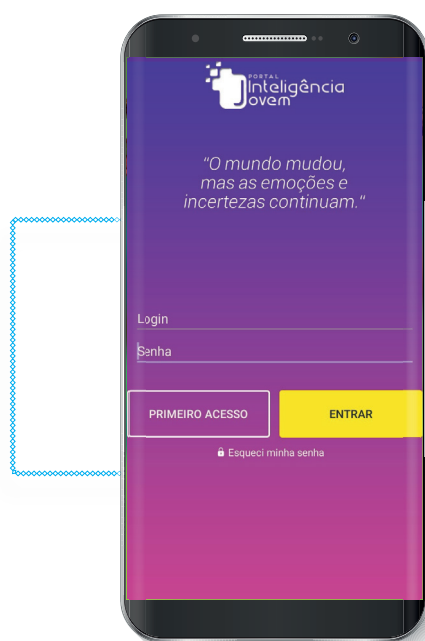 PORTAL
Inteligência
Jovem
"O mundo mudou,
mas as emoções e
incertezas continuam."
Login
Senha
PRIMEIRO ACESSO
ENTRAR
Esqueci minha senha